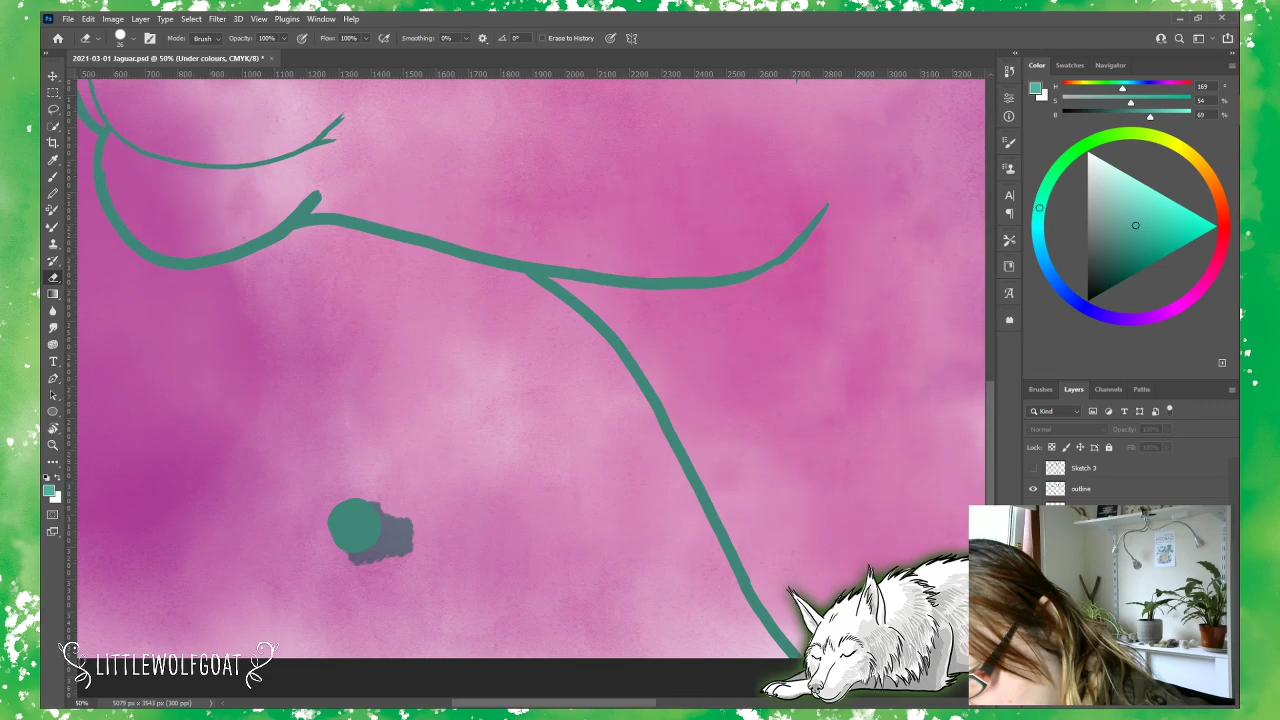 File Edit Image Layer Type Select Filter 3D View Plugins Window Help
26 Mode: Brush Opacity: 100% Flow: 100% Smoothing: 0% 0° Erase to History
2021-03-01 Jaguar.psd @ 50% (Under colours, CMYK/8) *
500 600 700 800 900 1000 1100 1200 1300 1400 1500 1600 1700 1800 1900 2000 2100 2200 2300 2400 2500 2600 2700 2800 2900 3000 3100 3200
Color Swatches Navigator
H 169 °
S 54 %
B 69 %
Brushes Layers Channels Paths
Kind
Normal Opacity: 100%
Lock: Fill: 100%
Sketch 3
outline
LITTLEWOLFGOAT
50% 5079 px x 3543 px (300 ppi)